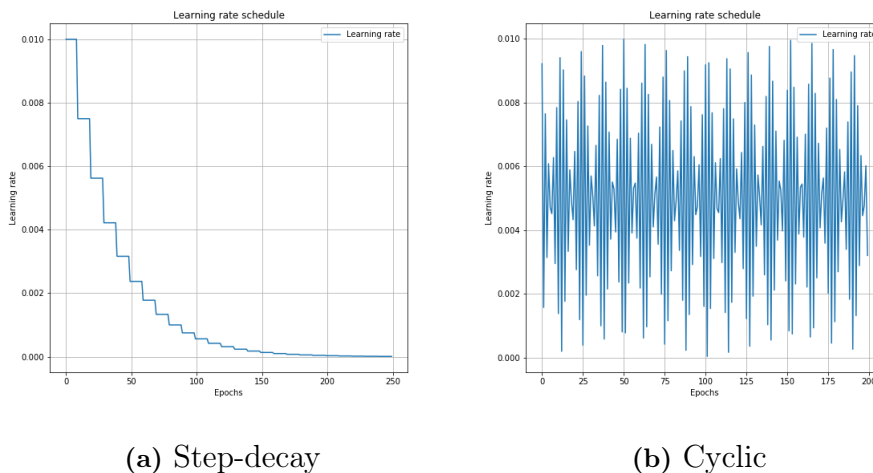 Learning rate schedule
Learning rate
0.010
0.008
0.006
0.004
0.002
0.000
Learning rate
0 50 100 150 200 250
Epochs
(a) Step-decay
Learning rate schedule
Learning rate
0.010
0.008
0.006
0.004
0.002
0.000
Learning rate
0 25 50 75 100 125 150 175 200
Epochs
(b) Cyclic